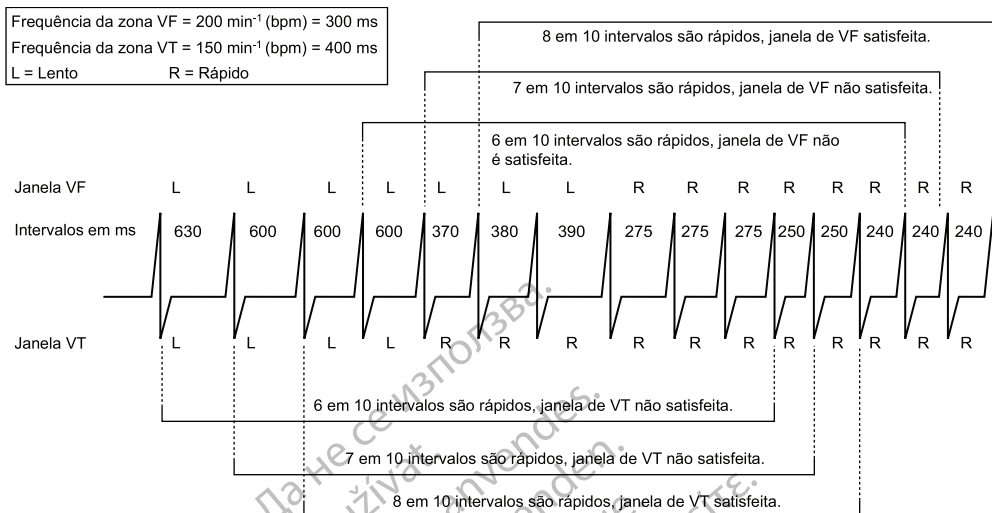 Frequência da zona VF = 200 min-1 (bpm) = 300 ms
Frequência da zona VT = 150 min-1 (bpm) = 400 ms
L = Lento R = Rápido
8 em 10 intervalos são rápidos, janela de VF satisfeita.
7 em 10 intervalos são rápidos, janela de VF não satisfeita.
6 em 10 intervalos são rápidos, janela de VF não
é satisfeita.
Janela VF L L L L L L L R R R R R R R R
Intervalos em ms 630 600 600 600 370 380 390 275 275 275 250 250 240 240 240
Janela VT L L L L R R R R R R R R R R R
6 em 10 intervalos são rápidos, janela de VT não satisfeita.
7 em 10 intervalos são rápidos, janela de VT não satisfeita.
8 em 10 intervalos são rápidos, janela de VT satisfeita.
Да не се използва.